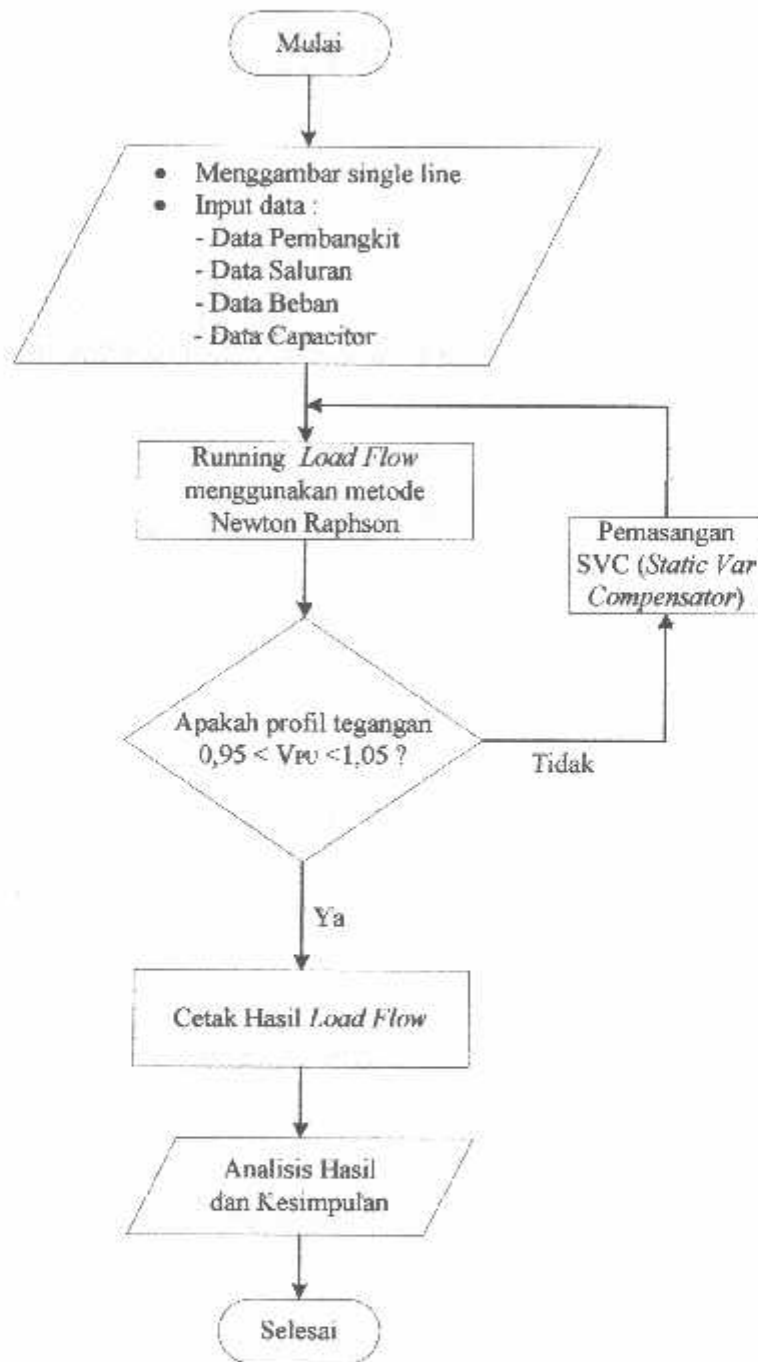 Mulai
• Menggambar single line
• Input data :
- Data Pembangkit
- Data Saluran
- Data Beban
- Data Capacitor
Running Load Flow
menggunakan metode
Newton Raphson
Pemasangan
SVC (Static Var
Compensator)
Apakah profil tegangan
0,95 < VPU <1,05 ?
Tidak
Ya
Cetak Hasil Load Flow
Analisis Hasil
dan Kesimpulan
Selesai